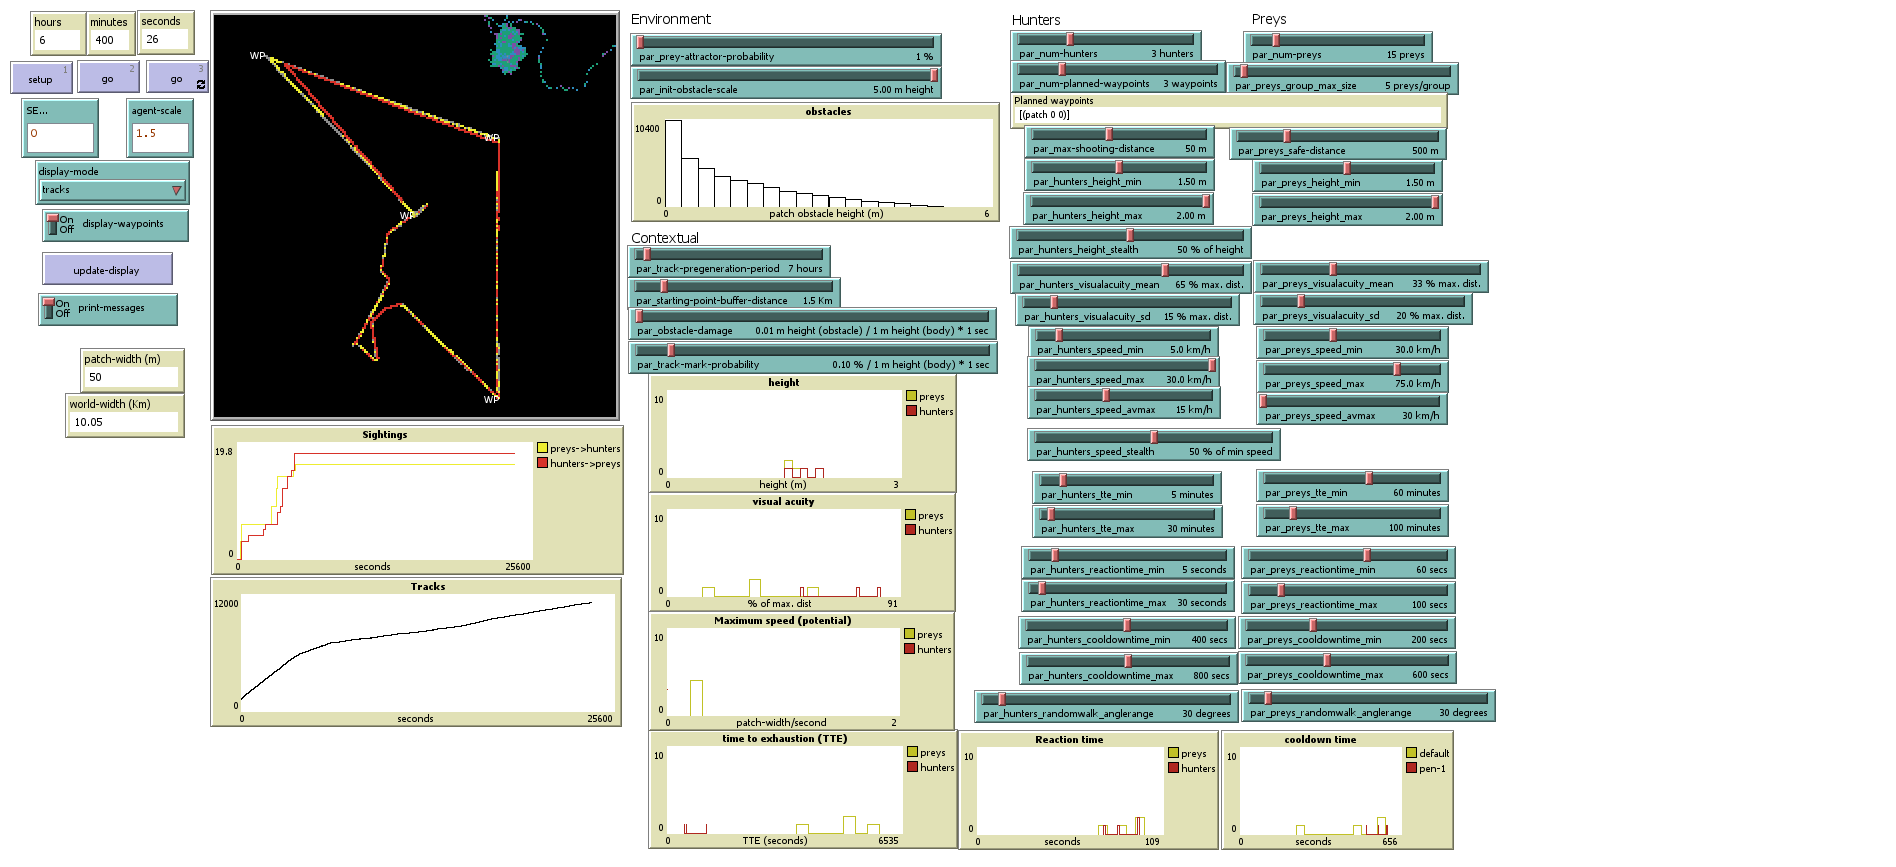 hours
6
minutes
400
seconds
26
setup
1
go
2
go
3
SE...
0
agent-scale
1.5
display-mode
tracks
On
Off
display-waypoints
update-display
On
Off
print-messages
patch-width (m)
50
world-width (Km)
10.05
WP
WP
WP
WP
Sightings
19.8
0
0
seconds
25600
preys->hunters
hunters->preys
Tracks
12000
0
0
seconds
25600
Environment
par_prey-attractor-probability 1 %
par_init-obstacle-scale 5.00 m height
obstacles
10400
0
0
patch obstacle height (m)
6
Contextual
par_track-pregeneration-period 7 hours
par_starting-point-buffer-distance 1.5 Km
par_obstacle-damage 0.01 m height (obstacle) / 1 m height (body) * 1 sec
par_track-mark-probability 0.10 % / 1 m height (body) * 1 sec
height
10
0
0
height (m)
3
preys
hunters
visual acuity
10
0
0
% of max. dist
91
preys
hunters
Maximum speed (potential)
10
0
0
patch-width/second
2
preys
hunters
time to exhaustion (TTE)
10
0
0
TTE (seconds)
6535
preys
hunters
Hunters
par_num-hunters 3 hunters
par_num-planned-waypoints 3 waypoints
Planned waypoints
[(patch 0 0)]
par_max-shooting-distance 50 m
par_hunters_height_min 1.50 m
par_hunters_height_max 2.00 m
par_hunters_height_stealth 50 % of height
par_hunters_visualacuity_mean 65 % max. dist.
par_hunters_visualacuity_sd 15 % max. dist.
par_hunters_speed_min 5.0 km/h
par_hunters_speed_max 30.0 km/h
par_hunters_speed_avmax 15 km/h
par_hunters_speed_stealth 50 % of min speed
par_hunters_tte_min 5 minutes
par_hunters_tte_max 30 minutes
par_hunters_reactiontime_min 5 seconds
par_hunters_reactiontime_max 30 seconds
par_hunters_cooldowntime_min 400 secs
par_hunters_cooldowntime_max 800 secs
par_hunters_randomwalk_anglerange 30 degrees
Preys
par_num-preys 15 preys
par_preys_group_max_size 5 preys/group
par_preys_safe-distance 500 m
par_preys_height_min 1.50 m
par_preys_height_max 2.00 m
par_preys_visualacuity_mean 33 % max. dist.
par_preys_visualacuity_sd 20 % max. dist.
par_preys_speed_min 30.0 km/h
par_preys_speed_max 75.0 km/h
par_preys_speed_avmax 30 km/h
par_preys_tte_min 60 minutes
par_preys_tte_max 100 minutes
par_preys_reactiontime_min 60 secs
par_preys_reactiontime_max 100 secs
par_preys_cooldowntime_min 200 secs
par_preys_cooldowntime_max 600 secs
par_preys_randomwalk_anglerange 30 degrees
Reaction time
10
0
0
seconds
109
preys
hunters
cooldown time
10
0
0
seconds
656
default
pen-1